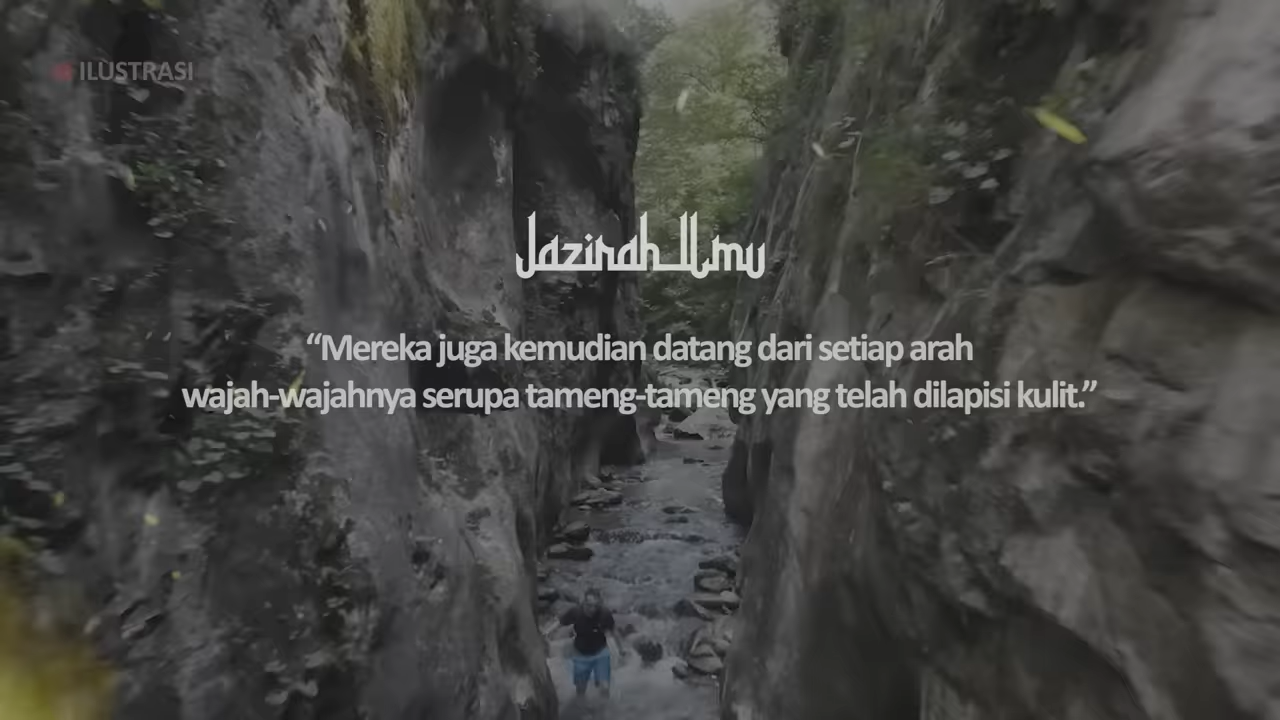 ILUSTRASI
Jazirah Ilmu
“Mereka juga kemudian datang dari setiap arah
wajah-wajahnya serupa tameng-tameng yang telah dilapisi kulit.”